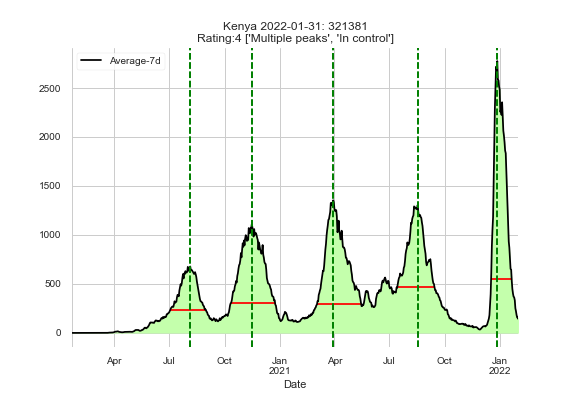 Kenya 2022-01-31: 321381
Rating:4 ['Multiple peaks', 'In control']
Average-7d
2500
2000
1500
1000
500
0
Apr Jul Oct Jan Apr Jul Oct Jan
2021 2022
Date